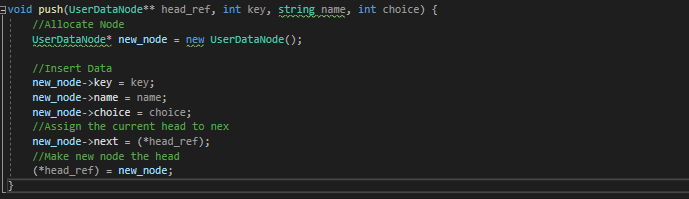 void push(UserDataNode** head_ref, int key, string name, int choice) {
//Allocate Node
UserDataNode* new_node = new UserDataNode();
//Insert Data
new_node->key = key;
new_node->name = name;
new_node->choice = choice;
//Assign the current head to nex
new_node->next = (*head_ref);
//Make new node the head
(*head_ref) = new_node;
}